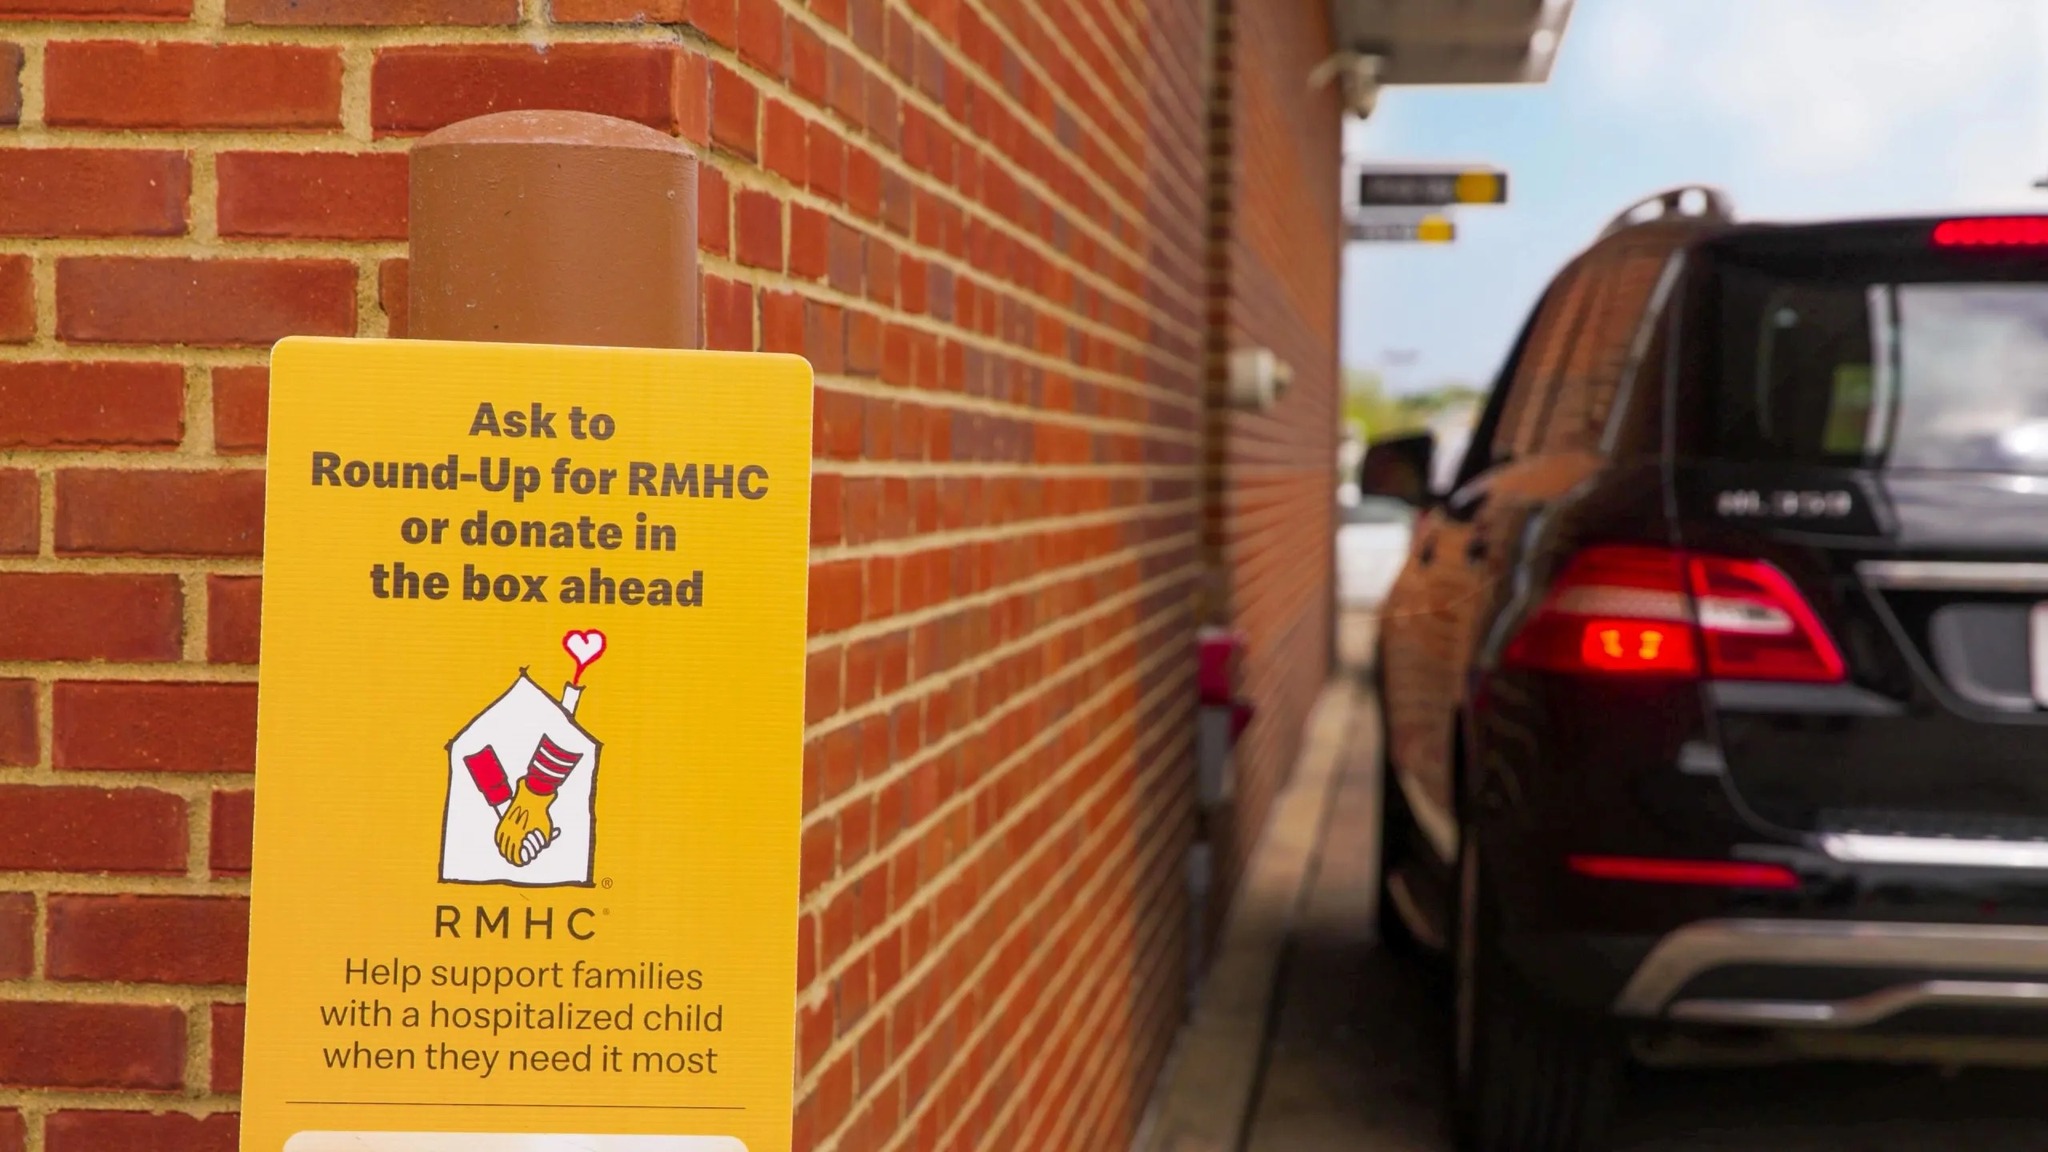 Ask to
Round-Up for RMHC
or donate in
the box ahead
®
RMHC®
Help support families
with a hospitalized child
when they need it most